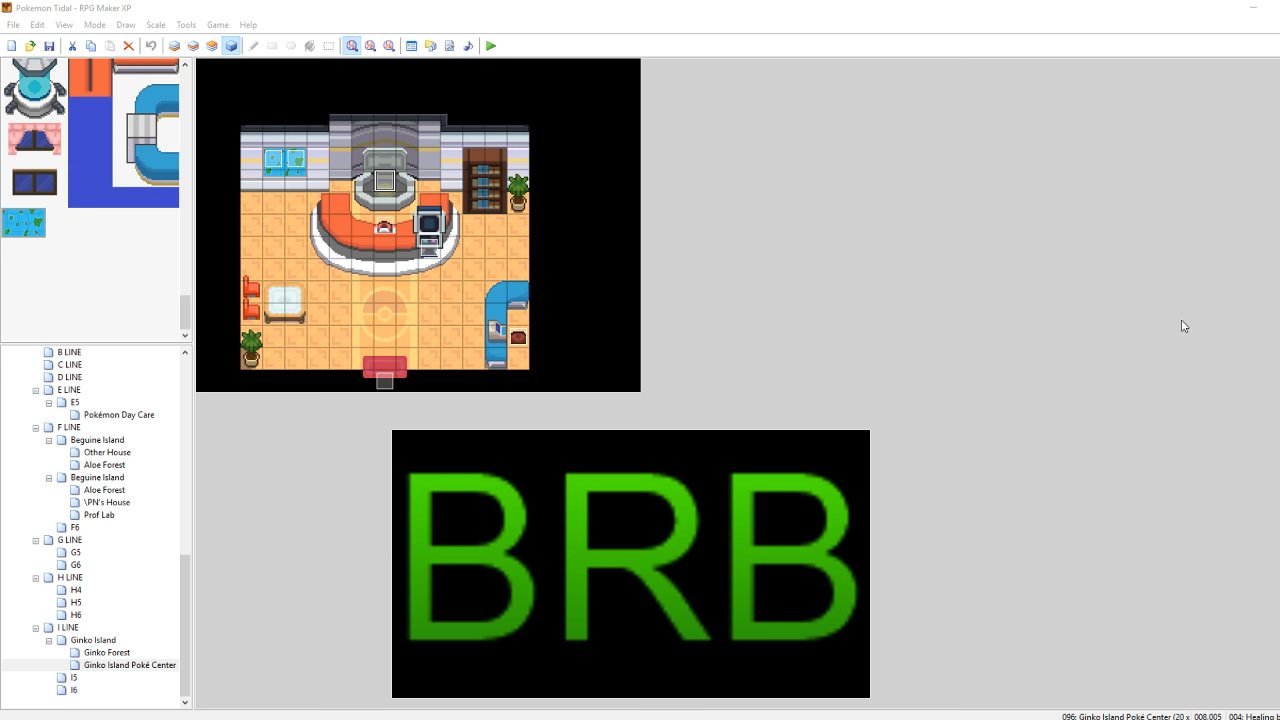 Pokemon Tidal - RPG Maker XP
File Edit View Mode Draw Scale Tools Game Help
B LINE
C LINE
D LINE
E LINE
E5
Pokémon Day Care
F LINE
Beguine Island
Other House
Aloe Forest
Beguine Island
Aloe Forest
\PN's House
Prof Lab
F6
G LINE
G5
G6
H LINE
H4
H5
H6
I LINE
Ginko Island
Ginko Forest
Ginko Island Poké Center
I5
I6
BRB
096: Ginko Island Poké Center (20 x 008.005 004: Healing b